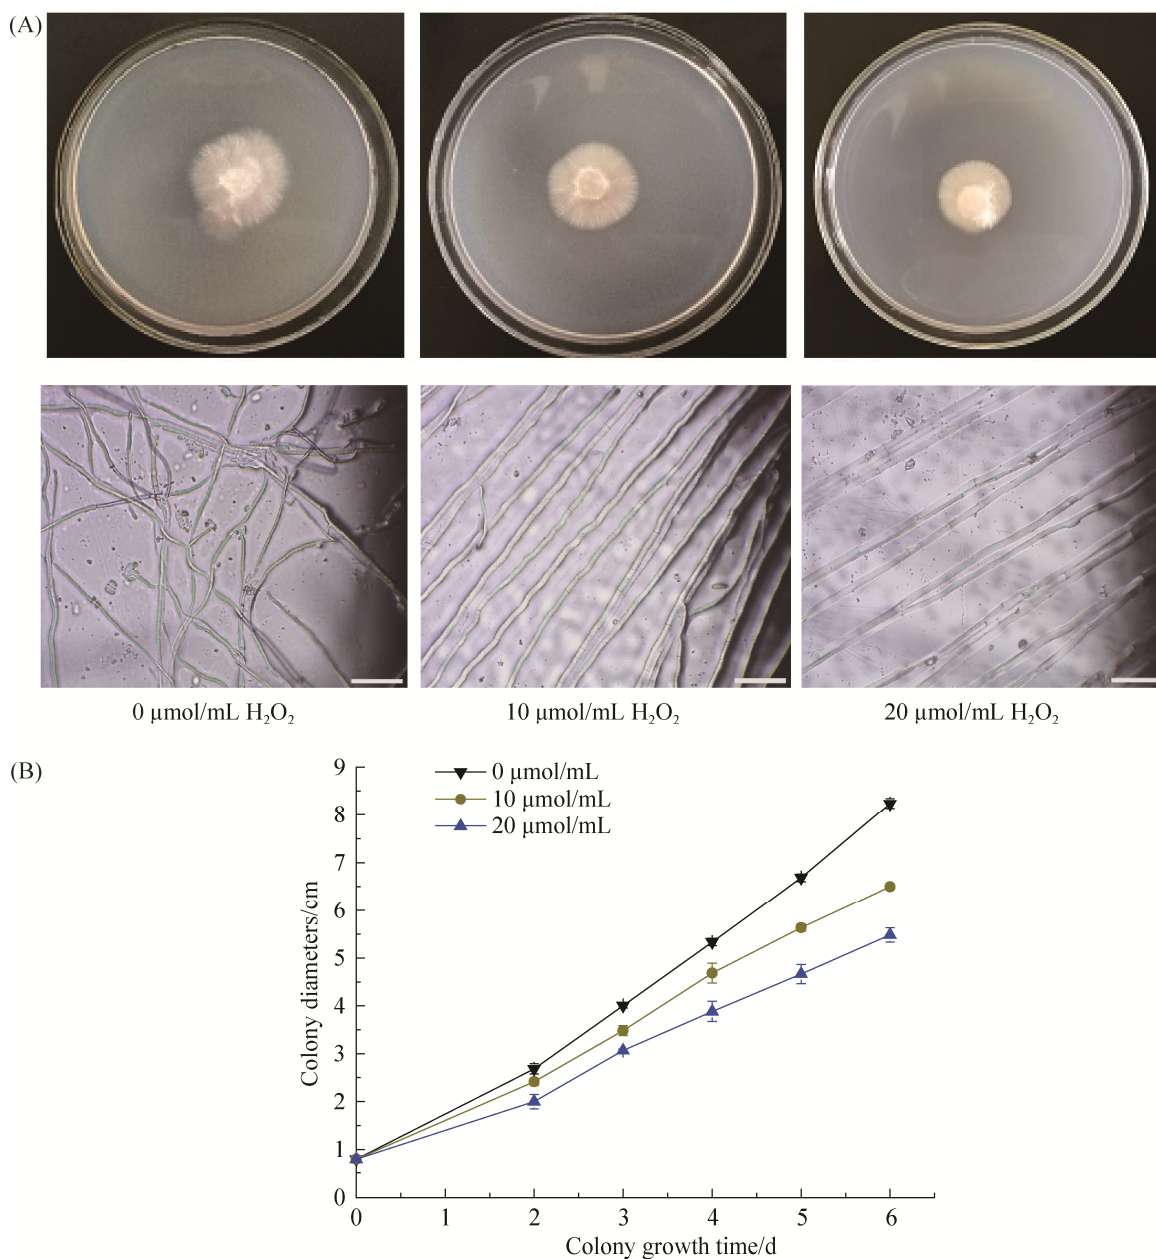 (A)
0 µmol/mL H₂O₂
10 µmol/mL H₂O₂
20 µmol/mL H₂O₂
(B)
0 µmol/mL
10 µmol/mL
20 µmol/mL
9
8
7
6
5
4
3
2
1
0
Colony diameters/cm
0 1 2 3 4 5 6
Colony growth time/d